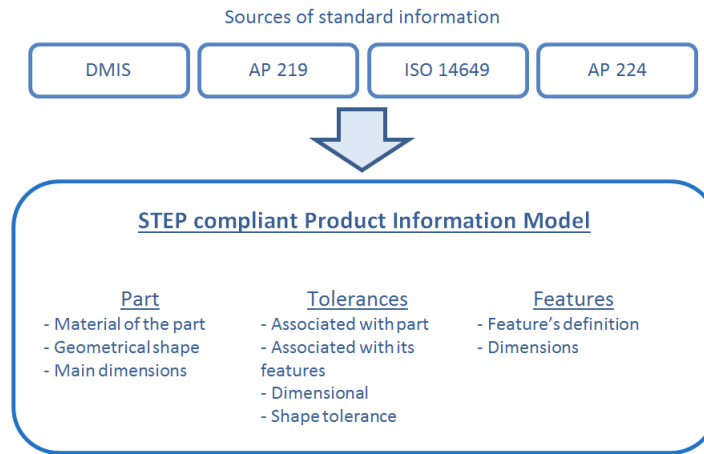 Sources of standard information
DMIS
AP 219
ISO 14649
AP 224
STEP compliant Product Information Model
Part
- Material of the part
- Geometrical shape
- Main dimensions
Tolerances
- Associated with part
- Associated with its
features
- Dimensional
- Shape tolerance
Features
- Feature’s definition
- Dimensions